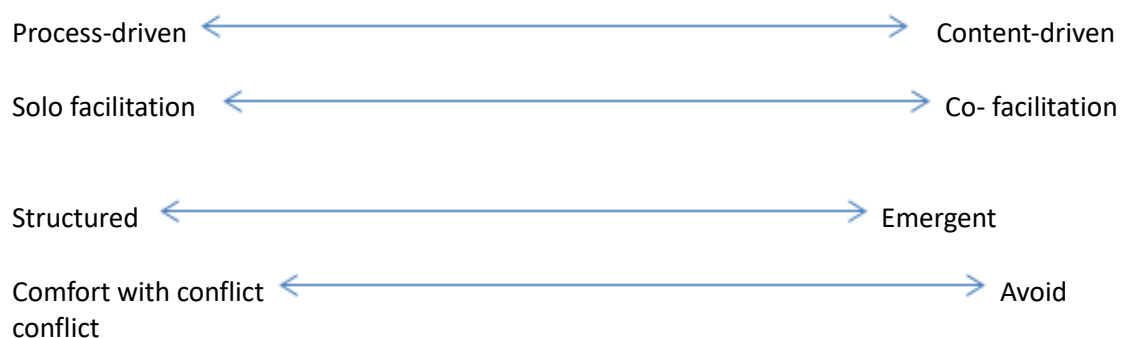 Process-driven Content-driven
Solo facilitation Co- facilitation
Structured Emergent
Comfort with conflict Avoid
conflict